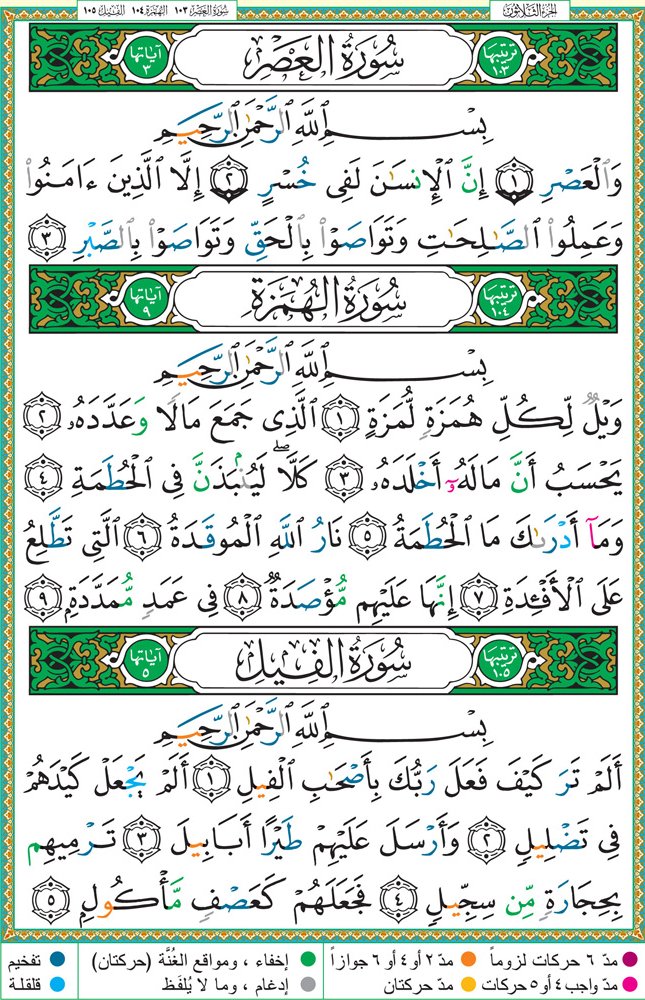 الجزء الثلاثون سورة العصر ١٠٣ الهمزة ١٠٤ الفيل ١٠٥
ترتيبها ١٠٣ سُورَةُ الْعَصْرِ آياتها ٣
بِسْمِ ٱللَّهِ ٱلرَّحْمَٰنِ ٱلرَّحِيمِ
وَٱلْعَصْرِ ١ إِنَّ ٱلْإِنسَٰنَ لَفِى خُسْرٍ ٢ إِلَّا ٱلَّذِينَ ءَامَنُوا۟
وَعَمِلُوا۟ ٱلصَّٰلِحَٰتِ وَتَوَاصَوْا۟ بِٱلْحَقِّ وَتَوَاصَوْا۟ بِٱلصَّبْرِ ٣
ترتيبها ١٠٤ سُورَةُ الْهُمَزَةِ آياتها ٩
بِسْمِ ٱللَّهِ ٱلرَّحْمَٰنِ ٱلرَّحِيمِ
وَيْلٌ لِّكُلِّ هُمَزَةٍ لُّمَزَةٍ ١ ٱلَّذِى جَمَعَ مَالًا وَعَدَّدَهُۥ ٢
يَحْسَبُ أَنَّ مَالَهُۥٓ أَخْلَدَهُۥ ٣ كَلَّا ۖ لَيُنۢبَذَنَّ فِى ٱلْحُطَمَةِ ٤
وَمَآ أَدْرَىٰكَ مَا ٱلْحُطَمَةُ ٥ نَارُ ٱللَّهِ ٱلْمُوقَدَةُ ٦ ٱلَّتِى تَطَّلِعُ
عَلَى ٱلْأَفْـِٔدَةِ ٧ إِنَّهَا عَلَيْهِم مُّؤْصَدَةٌ ٨ فِى عَمَدٍ مُّمَدَّدَةٍۭ ٩
ترتيبها ١٠٥ سُورَةُ الْفِيلِ آياتها ٥
بِسْمِ ٱللَّهِ ٱلرَّحْمَٰنِ ٱلرَّحِيمِ
أَلَمْ تَرَ كَيْفَ فَعَلَ رَبُّكَ بِأَصْحَٰبِ ٱلْفِيلِ ١ أَلَمْ يَجْعَلْ كَيْدَهُمْ
فِى تَضْلِيلٍ ٢ وَأَرْسَلَ عَلَيْهِمْ طَيْرًا أَبَابِيلَ ٣ تَرْمِيهِم
بِحِجَارَةٍ مِّن سِجِّيلٍ ٤ فَجَعَلَهُمْ كَعَصْفٍ مَّأْكُولٍۭ ٥
مدّ ٦ حركات لزوماً مدّ ٢ أو ٤ أو ٦ جوازاً إخفاء ، ومواقع الغُنَّة (حركتان) تفخيم
مدّ واجب ٤ أو ٥ حركات مدّ حركتان إدغام ، وما لا يُلفَظ قلقلة